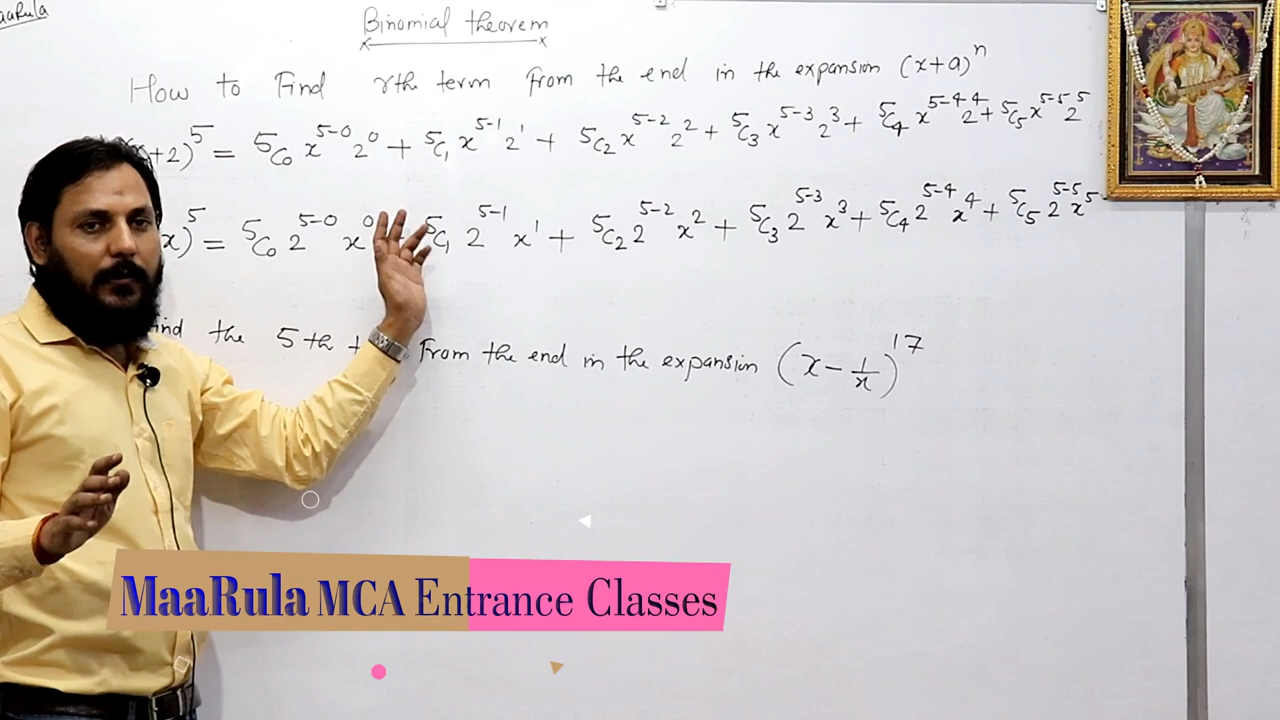 Binomial theorem
How to Find rth term from the end in the expansion (x+a)^n
+2)^5 = ⁵C₀ x^{5-0} 2^0 + ⁵C₁ x^{5-1} 2^1 + ⁵C₂ x^{5-2} 2^2 + ⁵C₃ x^{5-3} 2^3 + ⁵C₄ x^{5-4} 2^4 + ⁵C₅ x^{5-5} 2^5
x)^5 = ⁵C₀ 2^{5-0} x^0 + ⁵C₁ 2^{5-1} x^1 + ⁵C₂ 2^{5-2} x^2 + ⁵C₃ 2^{5-3} x^3 + ⁵C₄ 2^{5-4} x^4 + ⁵C₅ 2^{5-5} x^5
the 5th from the end in the expansion (x - 1/x)^17
MaaRula MCA Entrance Classes